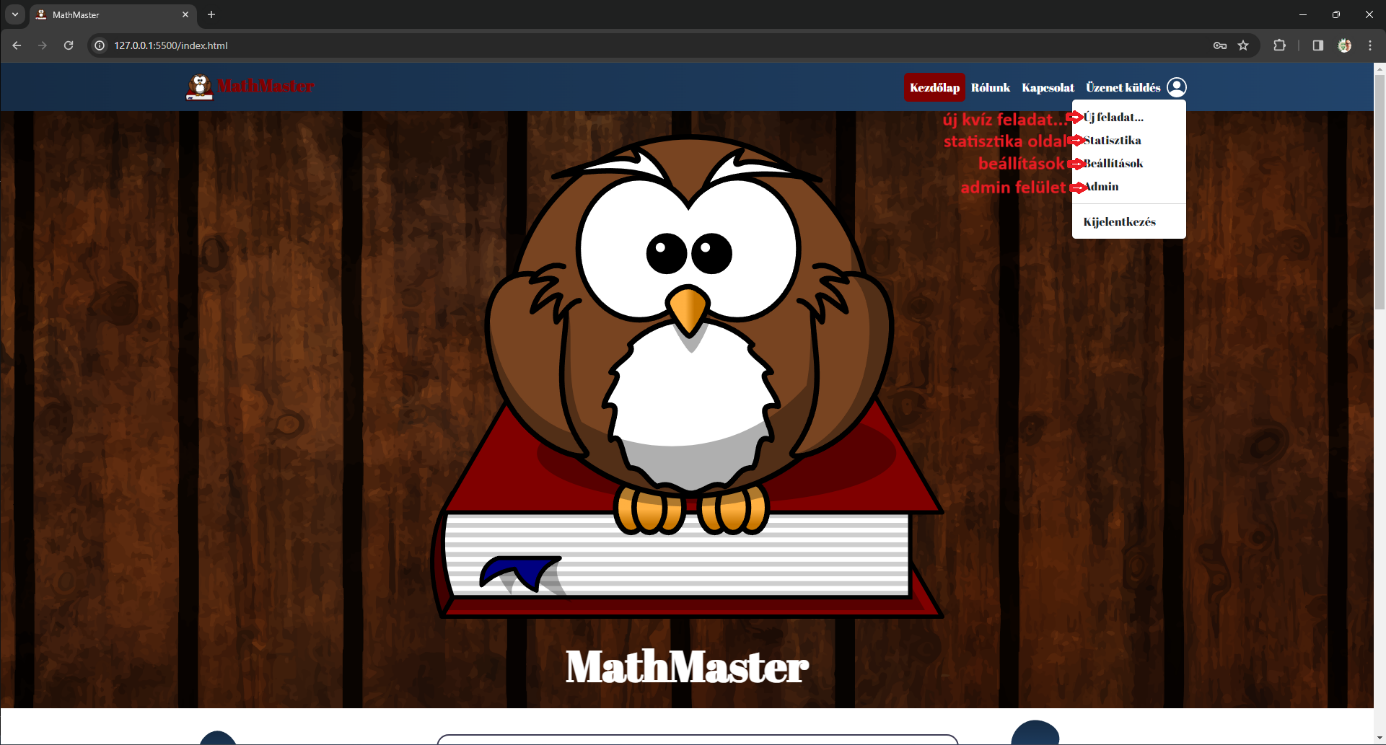 MathMaster
127.0.0.1:5500/index.html
MathMaster
Kezdőlap Rólunk Kapcsolat Üzenet küldés
új kvíz feladat... Új feladat...
statisztika oldal Statisztika
beállítások Beállítások
admin felület Admin
Kijelentkezés
MathMaster